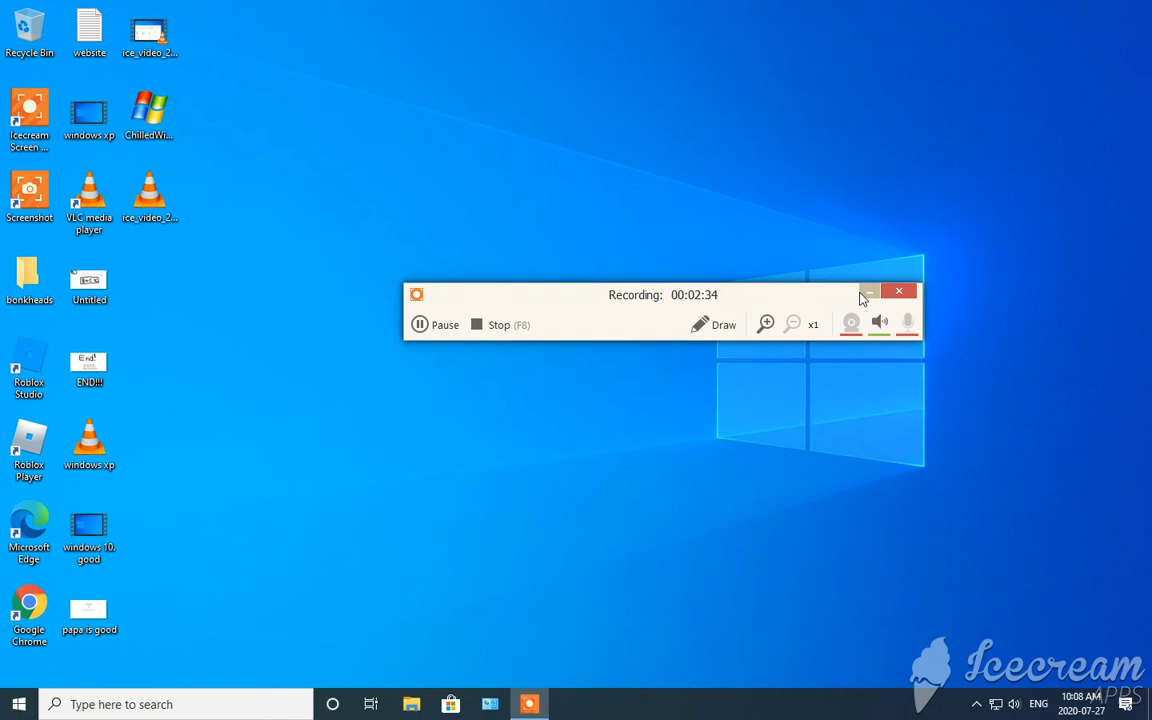 Recycle Bin
website
ice_video_2...
Icecream
Screen ...
windows xp
ChilledWi...
Screenshot
VLC media
player
ice_video_2...
bonkheads
Untitled
Recording: 00:02:34
Pause
Stop (F8)
Draw
x1
Roblox
Studio
End!
END!!!
Roblox
Player
windows xp
Microsoft
Edge
windows 10.
good
Google
Chrome
papa is good
Icecream
APPS
Type here to search
ENG
10:08 AM
2020-07-27